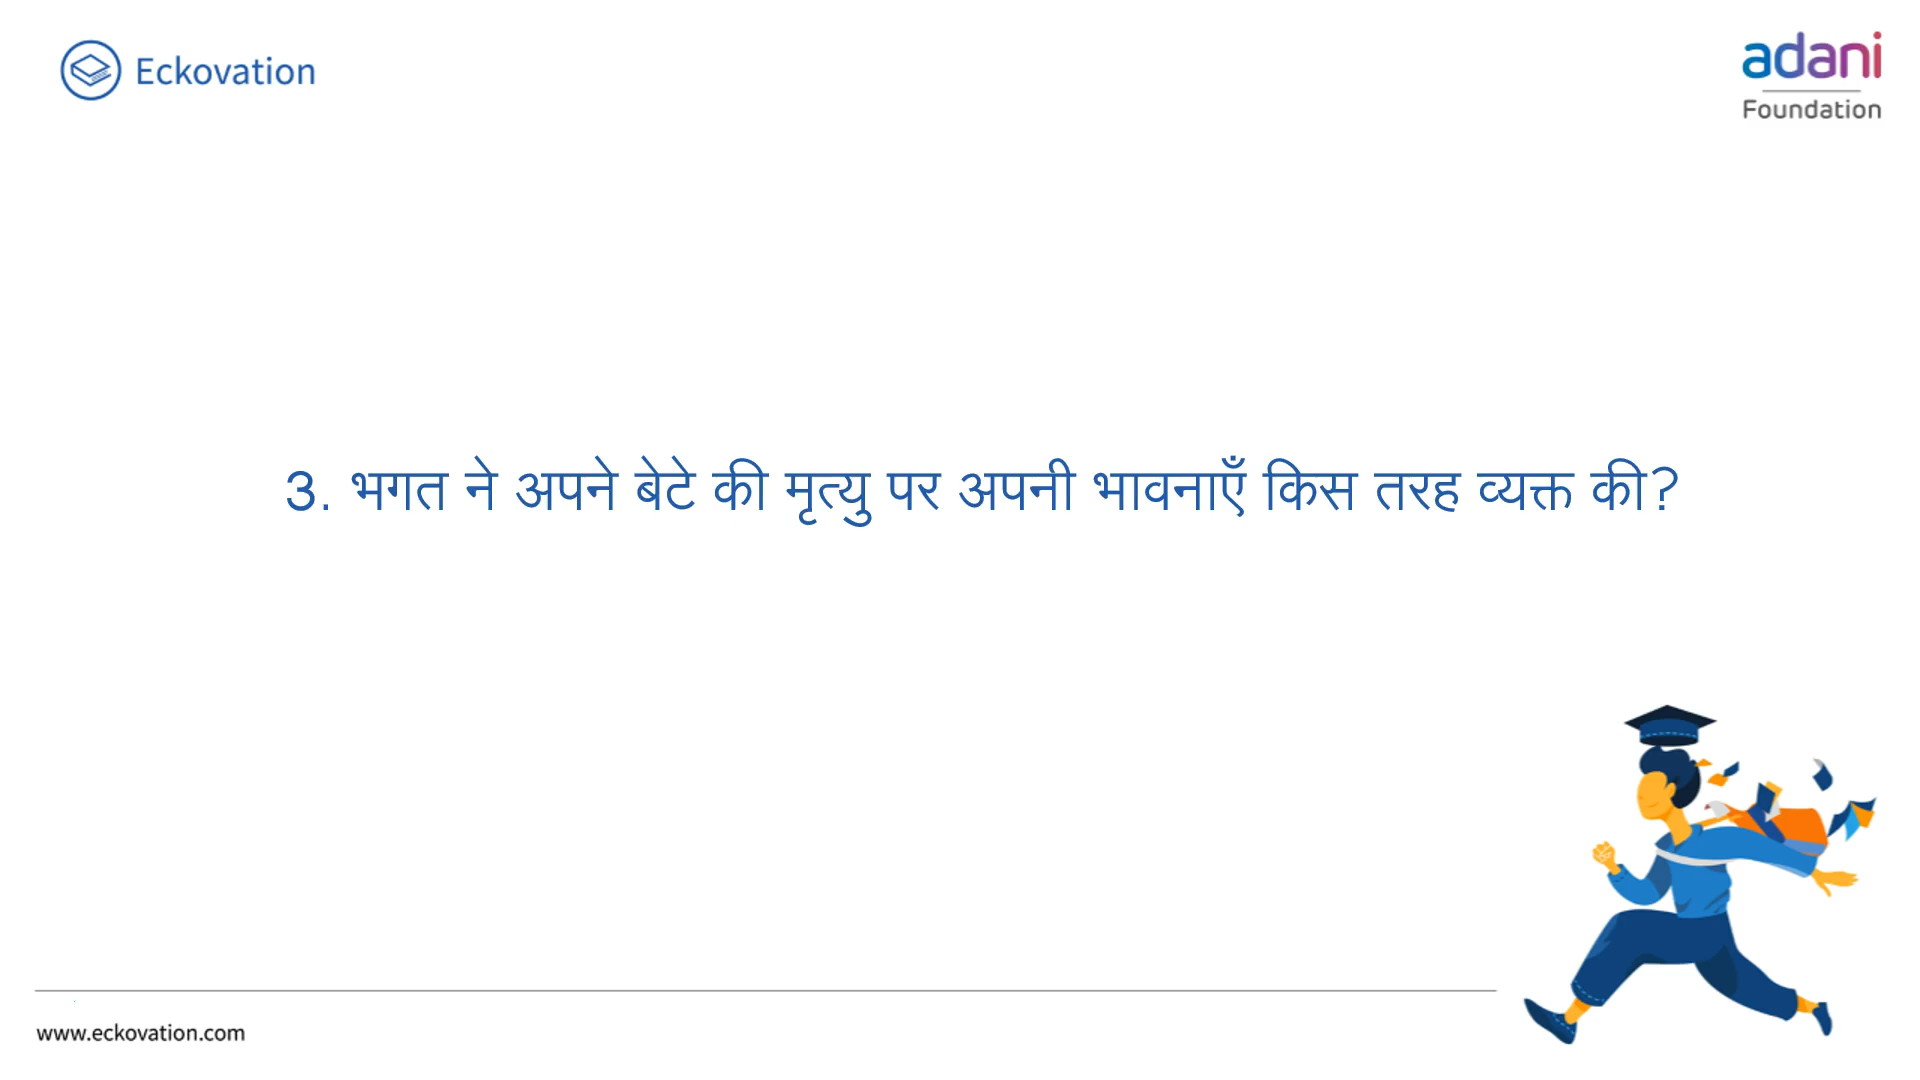 Eckovation
adani
Foundation
3. भगत ने अपने बेटे की मृत्यु पर अपनी भावनाएँ किस तरह व्यक्त की?
www.eckovation.com